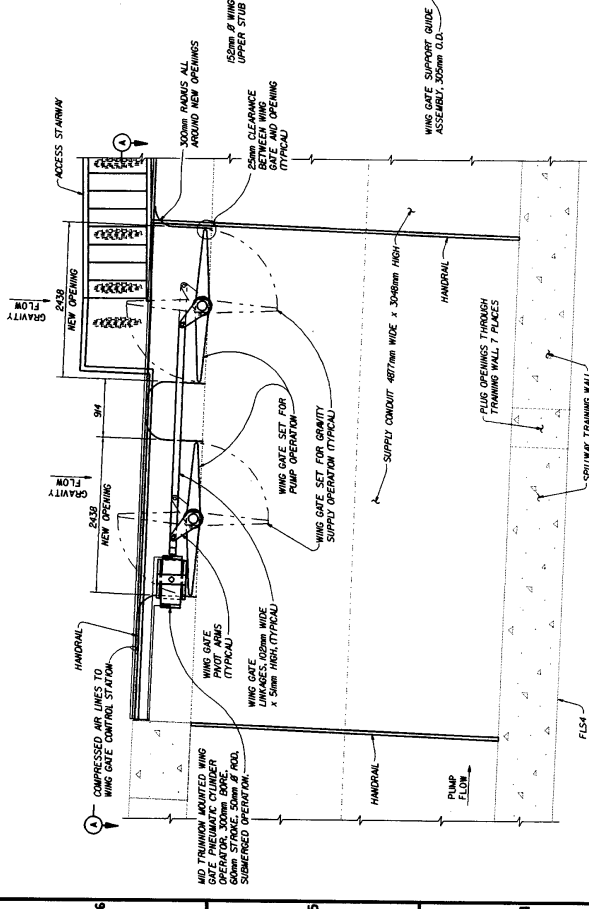 ACCESS STAIRWAY
A
300mm RADIUS ALL
AROUND NEW OPENINGS
152mm Ø WING
UPPER STUB
25mm CLEARANCE
BETWEEN WING
GATE AND OPENING
(TYPICAL)
WING GATE SUPPORT GUIDE
ASSEMBLY, 305mm O.D.
GRAVITY
FLOW
2438
NEW OPENING
914
GRAVITY
FLOW
2438
NEW OPENING
HANDRAIL
COMPRESSED AIR LINES TO
WING GATE CONTROL STATION
A
WING GATE SET FOR
PUMP OPERATION
WING GATE SET FOR GRAVITY
SUPPLY OPERATION (TYPICAL)
WING GATE
PIVOT ARMS
(TYPICAL)
WING GATE
LINKAGES, 102mm WIDE
x 51mm HIGH, (TYPICAL)
MID TRUNNION MOUNTED WING
GATE PNEUMATIC CYLINDER
OPERATOR, 300mm BORE,
610mm STROKE, 50mm Ø ROD,
SUBMERGED OPERATION.
SUPPLY CONDUIT 4877mm WIDE x 3048mm HIGH
HANDRAIL
HANDRAIL
PUMP
FLOW
PLUG OPENINGS THROUGH
TRAINING WALL, 7 PLACES
SPILLWAY TRAINING WALL
FLS4
6
5